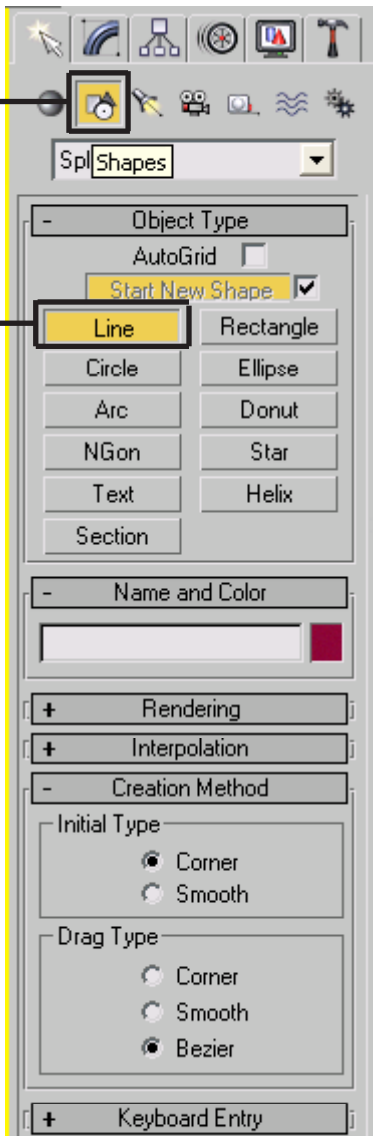 Spl Shapes
- Object Type
AutoGrid
Start New Shape
Line Rectangle
Circle Ellipse
Arc Donut
NGon Star
Text Helix
Section
- Name and Color
+ Rendering
+ Interpolation
- Creation Method
Initial Type
Corner
Smooth
Drag Type
Corner
Smooth
Bezier
+ Keyboard Entry